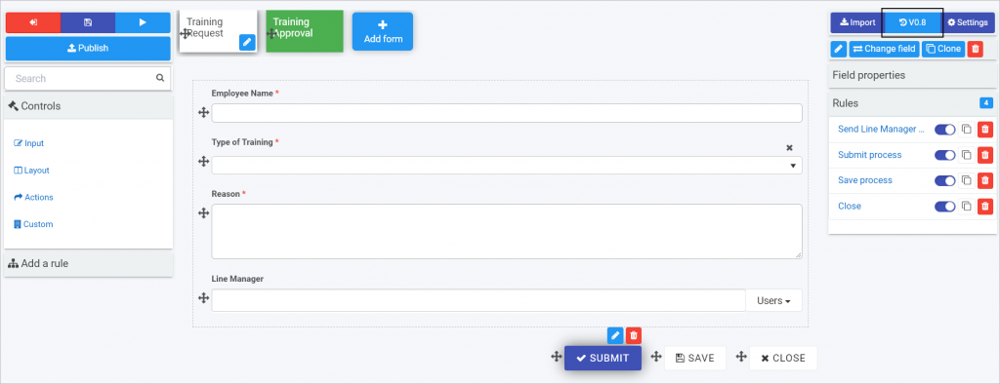 Training
Request
Training
Approval
Add form
Import
V0.8
Settings
Publish
Change field
Clone
Search
Field properties
Controls
Rules
4
Input
Layout
Actions
Custom
Add a rule
Employee Name *
Type of Training *
Reason *
Line Manager
Users
Send Line Manager ...
Submit process
Save process
Close
SUBMIT
SAVE
CLOSE